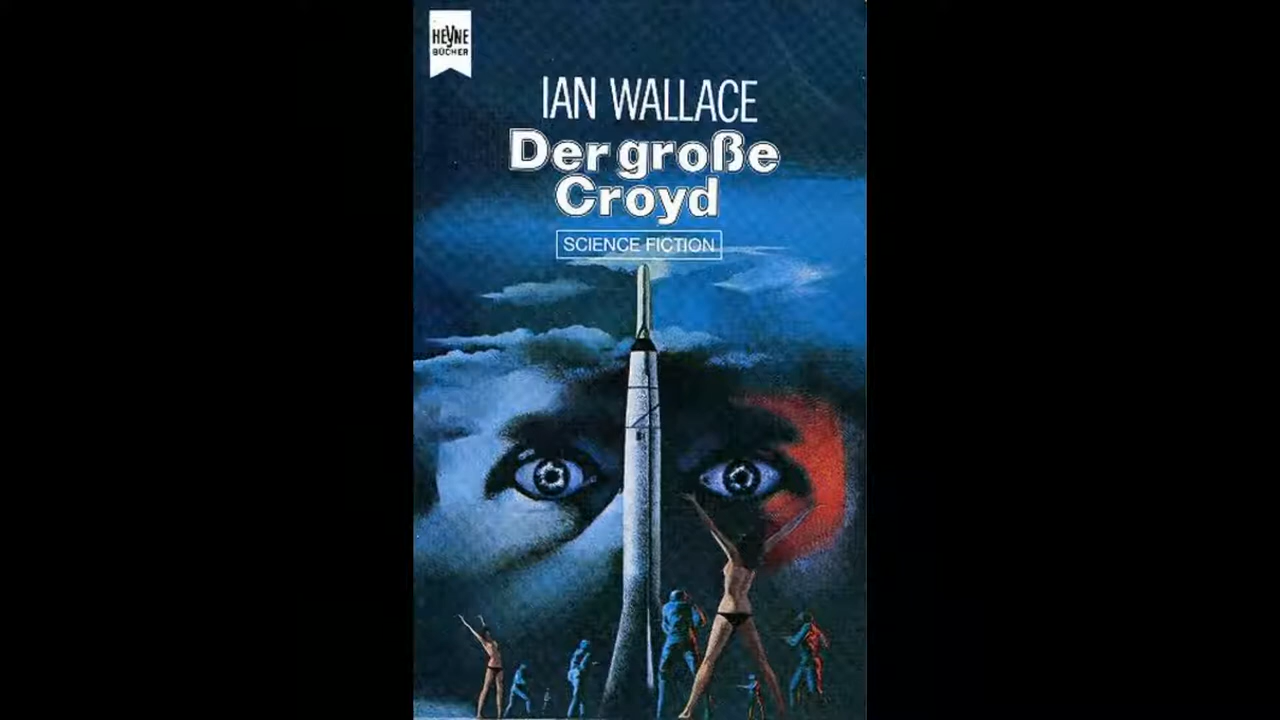 HEYNE
BÜCHER
IAN WALLACE
Der große
Croyd
SCIENCE FICTION